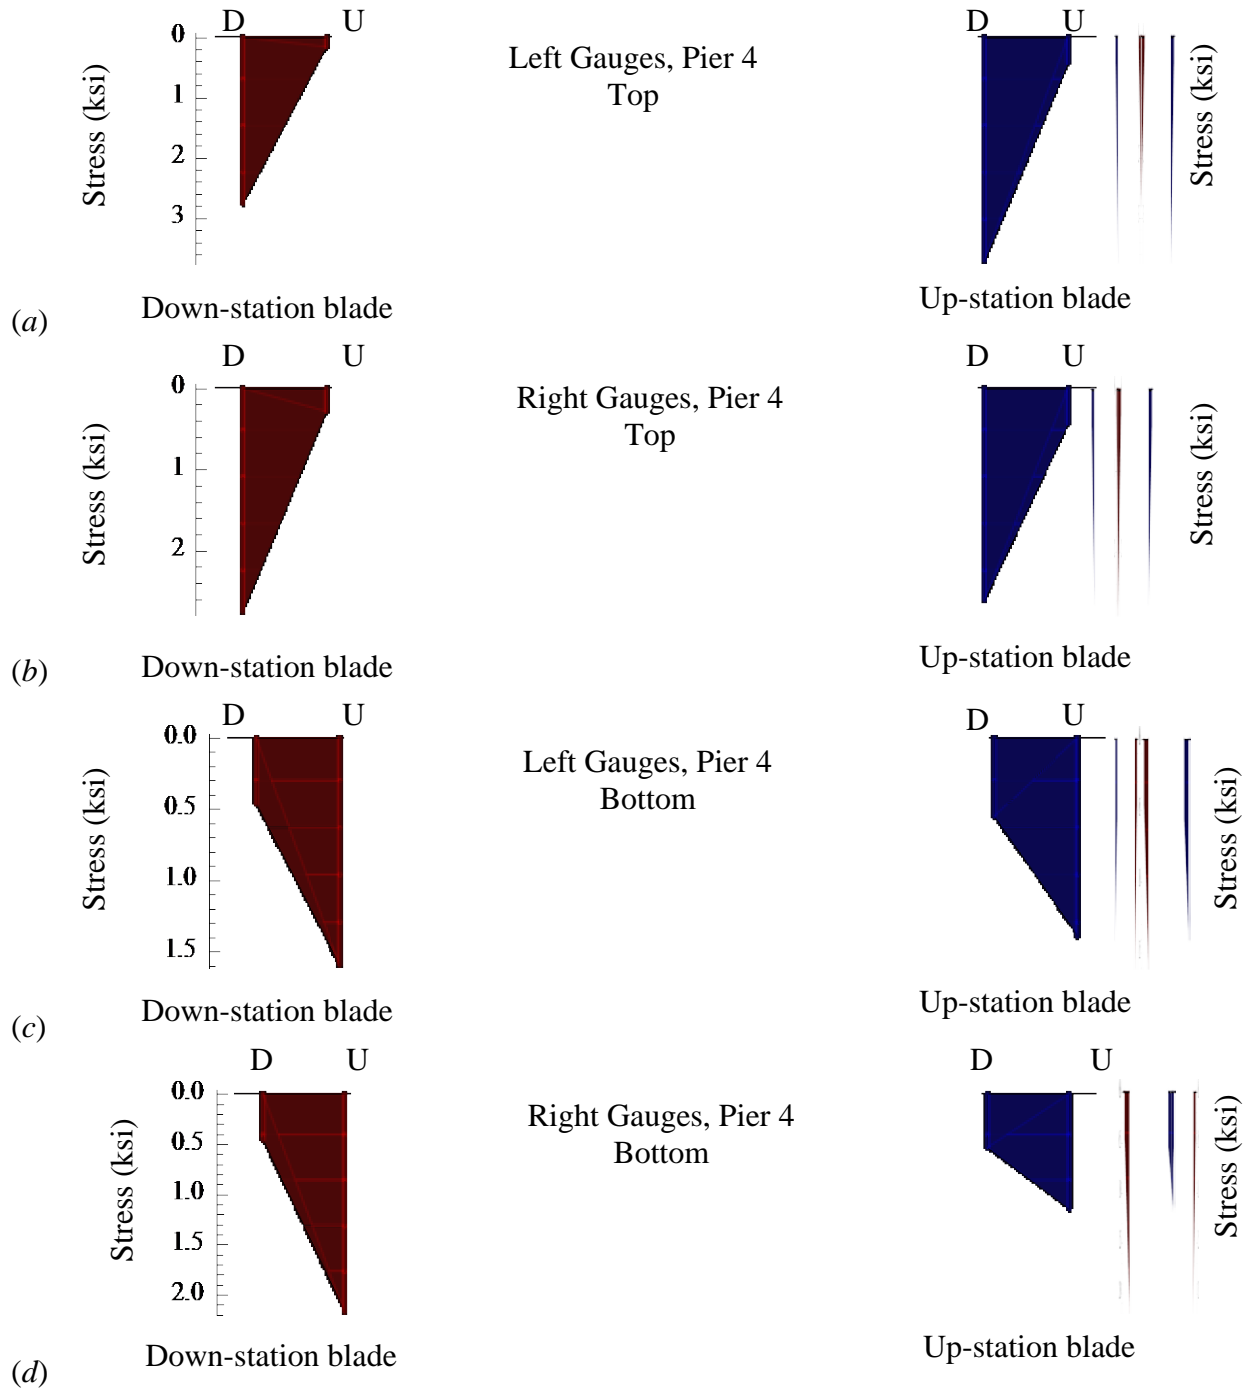 D U D U
0
Stress (ksi)
1
2
3
Left Gauges, Pier 4
Top
Stress (ksi)
(a) Down-station blade Up-station blade
D U D U
0
Stress (ksi)
1
2
Right Gauges, Pier 4
Top
Stress (ksi)
(b) Down-station blade Up-station blade
D U D U
0.0
Stress (ksi)
0.5
1.0
1.5
Left Gauges, Pier 4
Bottom
Stress (ksi)
(c) Down-station blade Up-station blade
D U D U
0.0
Stress (ksi)
0.5
1.0
1.5
2.0
Right Gauges, Pier 4
Bottom
Stress (ksi)
(d) Down-station blade Up-station blade